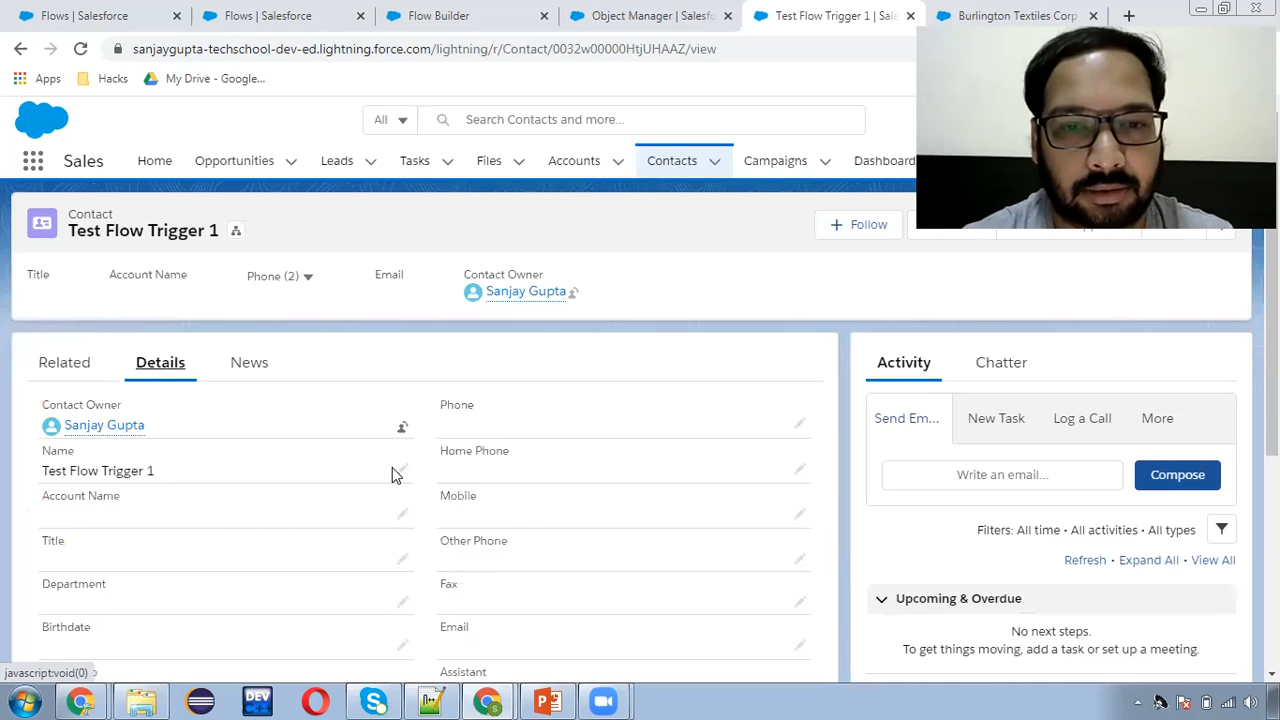 Flows | Salesforce
Flows | Salesforce
Flow Builder
Object Manager | Salesf
Test Flow Trigger 1 | Sal
Burlington Textiles Corp
sanjaygupta-techschool-dev-ed.lightning.force.com/lightning/r/Contact/0032w00000HtjUHAAZ/view
Apps
Hacks
My Drive - Google...
All
Search Contacts and more...
Sales
Home
Opportunities
Leads
Tasks
Files
Accounts
Contacts
Campaigns
Dashboard
Contact
Test Flow Trigger 1
Follow
Title
Account Name
Phone (2)
Email
Contact Owner
Sanjay Gupta
Related
Details
News
Contact Owner
Sanjay Gupta
Name
Test Flow Trigger 1
Account Name
Title
Department
Birthdate
Phone
Home Phone
Mobile
Other Phone
Fax
Email
Assistant
Activity
Chatter
Send Em...
New Task
Log a Call
More
Write an email...
Compose
Filters: All time • All activities • All types
Refresh • Expand All • View All
Upcoming & Overdue
No next steps.
To get things moving, add a task or set up a meeting.
javascript:void(0)
DEV
C++